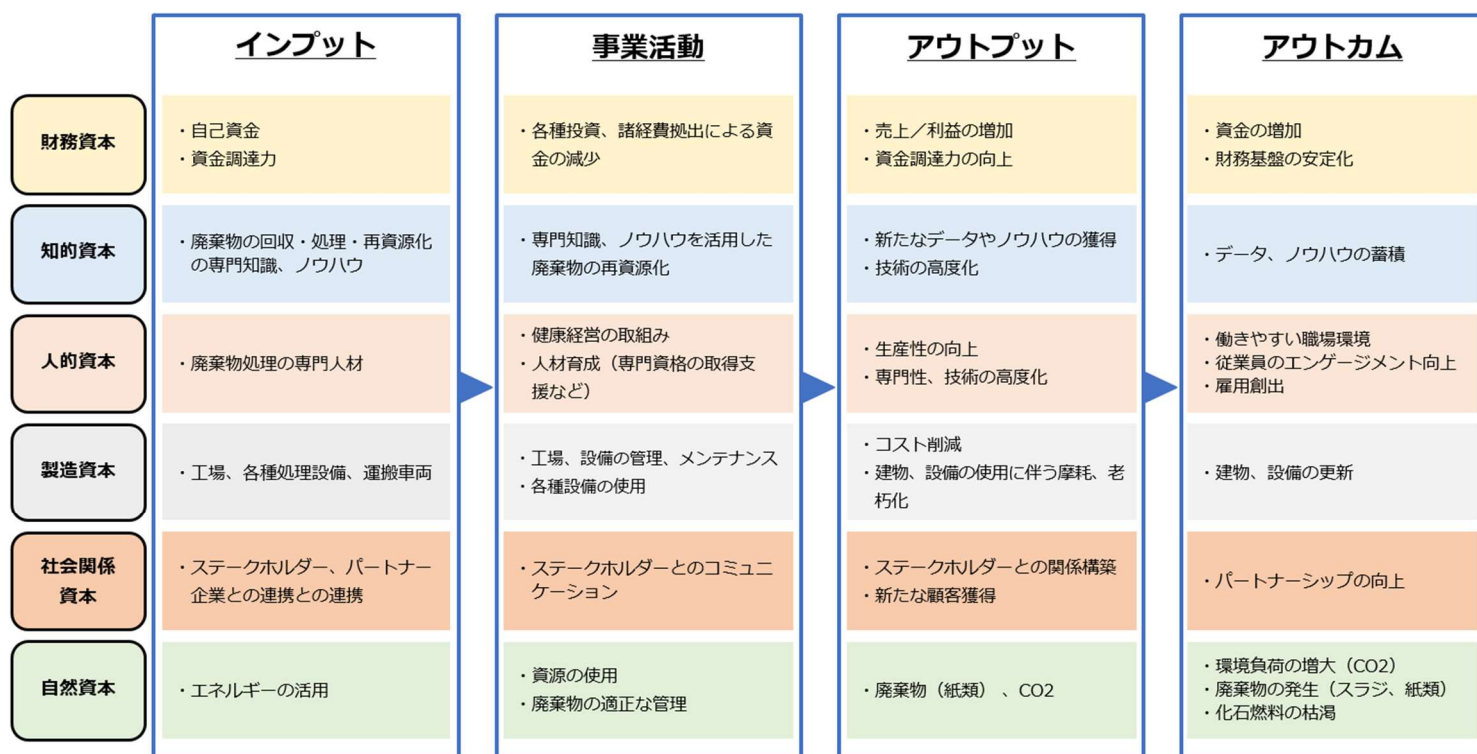 インプット
事業活動
アウトプット
アウトカム
財務資本
・自己資金
・資金調達力
・各種投資、諸経費拠出による資
金の減少
・売上／利益の増加
・資金調達力の向上
・資金の増加
・財務基盤の安定化
知的資本
・廃棄物の回収・処理・再資源化
の専門知識、ノウハウ
・専門知識、ノウハウを活用した
廃棄物の再資源化
・新たなデータやノウハウの獲得
・技術の高度化
・データ、ノウハウの蓄積
人的資本
・廃棄物処理の専門人材
・健康経営の取組み
・人材育成（専門資格の取得支
援など）
・生産性の向上
・専門性、技術の高度化
・働きやすい職場環境
・従業員のエンゲージメント向上
・雇用創出
製造資本
・工場、各種処理設備、運搬車両
・工場、設備の管理、メンテナンス
・各種設備の使用
・コスト削減
・建物、設備の使用に伴う摩耗、老
朽化
・建物、設備の更新
社会関係
資本
・ステークホルダー、パートナー
企業との連携との連携
・ステークホルダーとのコミュニ
ケーション
・ステークホルダーとの関係構築
・新たな顧客獲得
・パートナーシップの向上
自然資本
・エネルギーの活用
・資源の使用
・廃棄物の適正な管理
・廃棄物（紙類）、CO2
・環境負荷の増大（CO2）
・廃棄物の発生（スラジ、紙類）
・化石燃料の枯渇